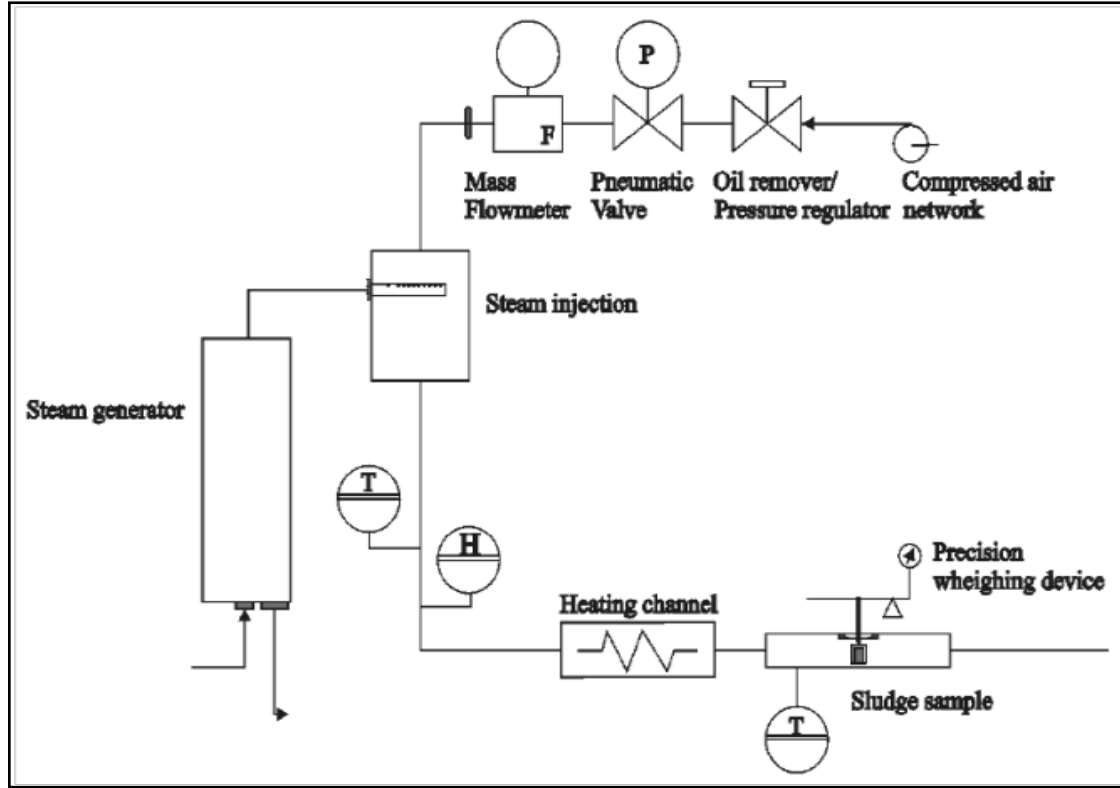 P
F
Mass
Flowmeter
Pneumatic
Valve
Oil remover/
Pressure regulator
Compressed air
network
Steam injection
Steam generator
T
H
Precision
wheighing device
Heating channel
Sludge sample
T